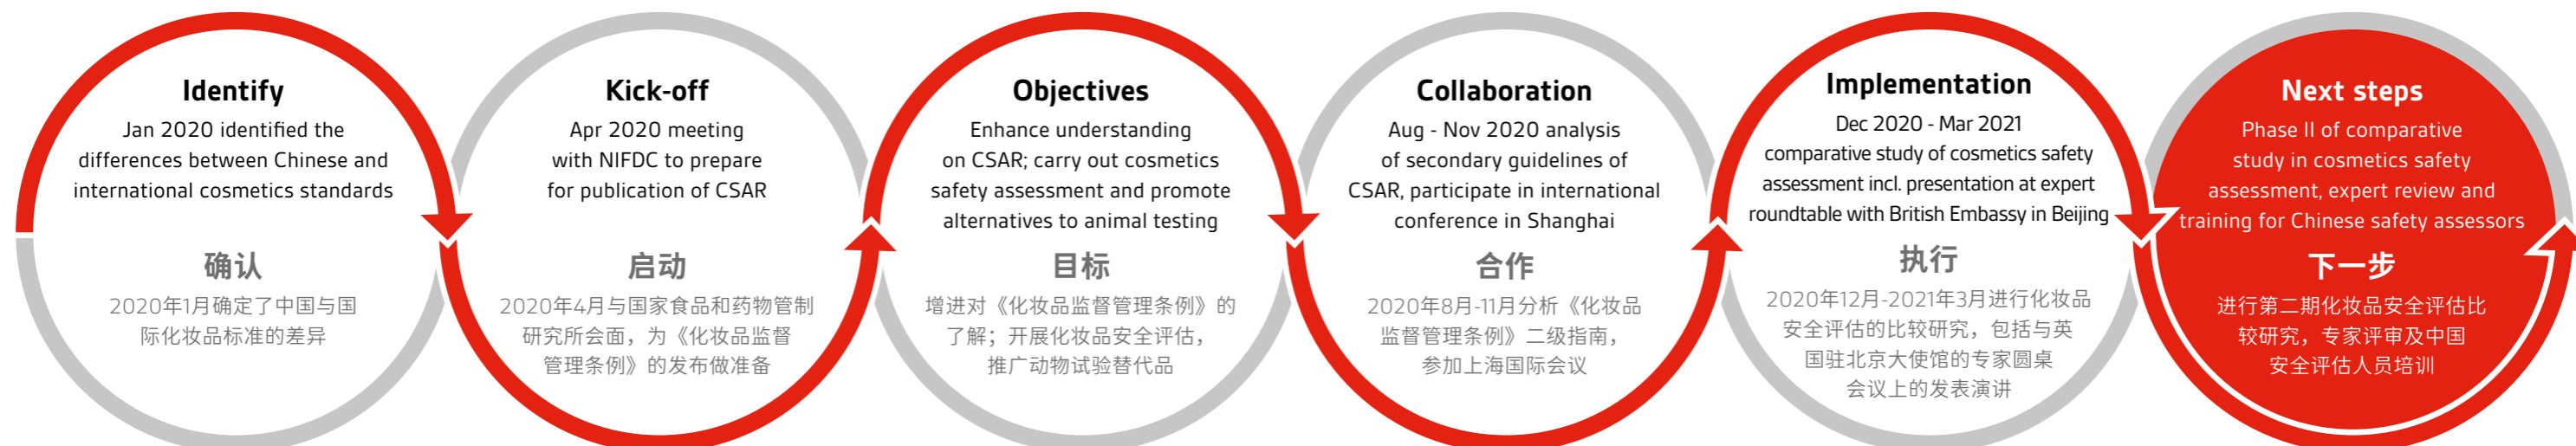 Identify
Jan 2020 identified the
differences between Chinese and
international cosmetics standards
确认
2020年1月确定了中国与国
际化妆品标准的差异
Kick-off
Apr 2020 meeting
with NIFDC to prepare
for publication of CSAR
启动
2020年4月与国家食品和药物管制
研究所会面，为《化妆品监督
管理条例》的发布做准备
Objectives
Enhance understanding
on CSAR; carry out cosmetics
safety assessment and promote
alternatives to animal testing
目标
增进对《化妆品监督管理条例》的
了解；开展化妆品安全评估，
推广动物试验替代品
Collaboration
Aug - Nov 2020 analysis
of secondary guidelines of
CSAR, participate in international
conference in Shanghai
合作
2020年8月-11月分析《化妆品
监督管理条例》二级指南，
参加上海国际会议
Implementation
Dec 2020 - Mar 2021
comparative study of cosmetics safety
assessment incl. presentation at expert
roundtable with British Embassy in Beijing
执行
2020年12月-2021年3月进行化妆品
安全评估的比较研究，包括与英
国驻北京大使馆的专家圆桌
会议上的发表演讲
Next steps
Phase II of comparative
study in cosmetics safety
assessment, expert review and
training for Chinese safety assessors
下一步
进行第二期化妆品安全评估比
较研究，专家评审及中国
安全评估人员培训